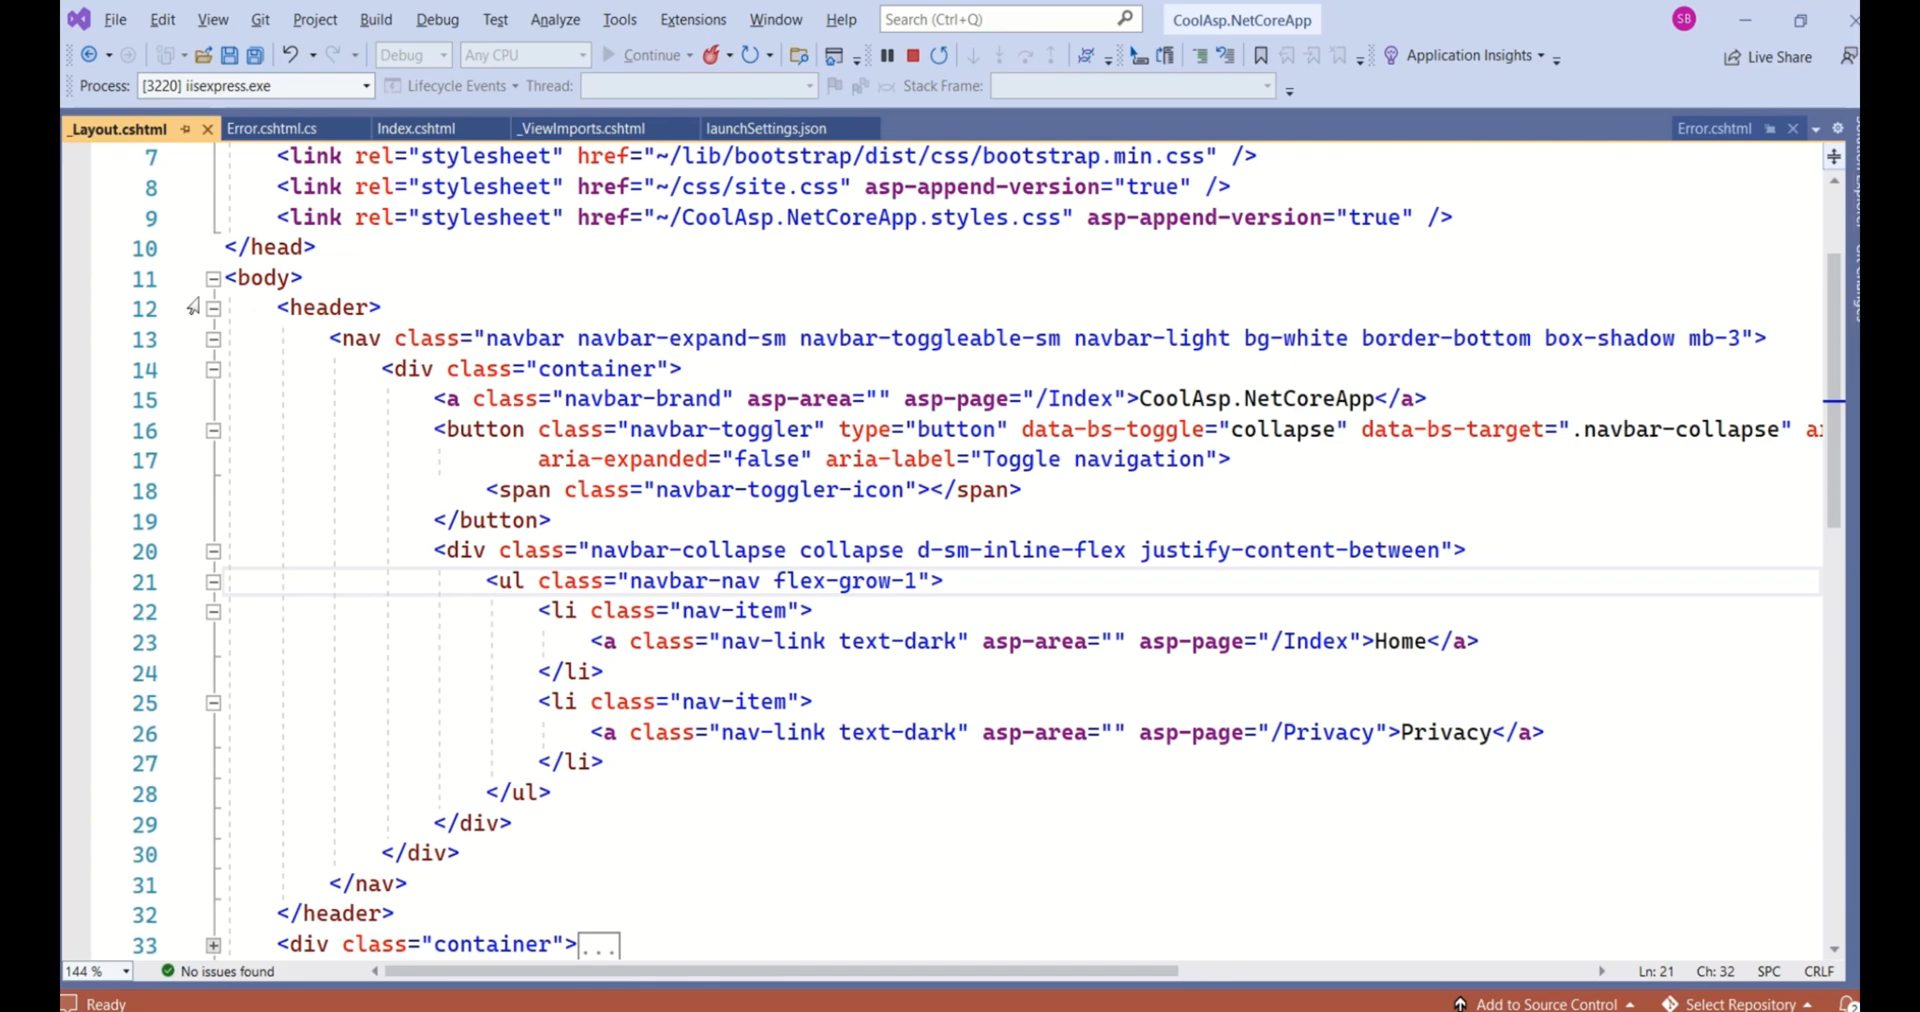 File Edit View Git Project Build Debug Test Analyze Tools Extensions Window Help Search (Ctrl+Q) CoolAsp.NetCoreApp SB
Debug Any CPU Continue Application Insights Live Share
Process: [3220] iisexpress.exe Lifecycle Events Thread: Stack Frame:
_Layout.cshtml Error.cshtml.cs Index.cshtml _ViewImports.cshtml launchSettings.json Error.cshtml
7 <link rel="stylesheet" href="~/lib/bootstrap/dist/css/bootstrap.min.css" />
8 <link rel="stylesheet" href="~/css/site.css" asp-append-version="true" />
9 <link rel="stylesheet" href="~/CoolAsp.NetCoreApp.styles.css" asp-append-version="true" />
10 </head>
11 <body>
12 <header>
13 <nav class="navbar navbar-expand-sm navbar-toggleable-sm navbar-light bg-white border-bottom box-shadow mb-3">
14 <div class="container">
15 <a class="navbar-brand" asp-area="" asp-page="/Index">CoolAsp.NetCoreApp</a>
16 <button class="navbar-toggler" type="button" data-bs-toggle="collapse" data-bs-target=".navbar-collapse"
17 aria-expanded="false" aria-label="Toggle navigation">
18 <span class="navbar-toggler-icon"></span>
19 </button>
20 <div class="navbar-collapse collapse d-sm-inline-flex justify-content-between">
21 <ul class="navbar-nav flex-grow-1">
22 <li class="nav-item">
23 <a class="nav-link text-dark" asp-area="" asp-page="/Index">Home</a>
24 </li>
25 <li class="nav-item">
26 <a class="nav-link text-dark" asp-area="" asp-page="/Privacy">Privacy</a>
27 </li>
28 </ul>
29 </div>
30 </div>
31 </nav>
32 </header>
33 <div class="container">...
144 % No issues found Ln: 21 Ch: 32 SPC CRLF
Ready Add to Source Control Select Repository 2